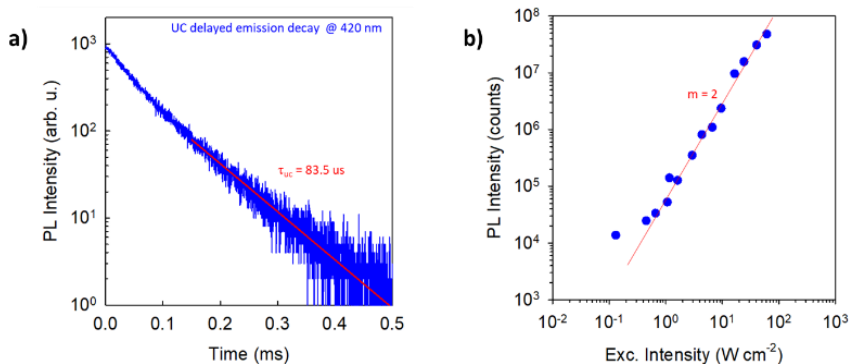 a)
UC delayed emission decay @ 420 nm
τuc = 83.5 us
PL Intensity (arb. u.)
10³
10²
10¹
10⁰
0.0 0.1 0.2 0.3 0.4 0.5
Time (ms)
b)
m = 2
PL Intensity (counts)
10⁸
10⁷
10⁶
10⁵
10⁴
10³
10⁻² 10⁻¹ 10⁰ 10¹ 10² 10³
Exc. Intensity (W cm⁻²)